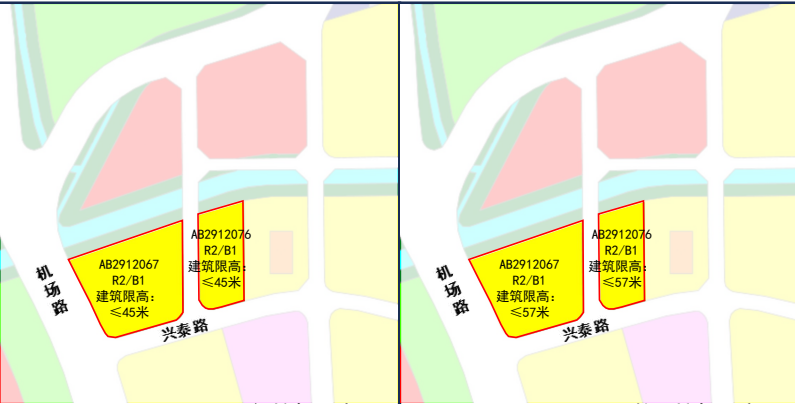 AB2912067
R2/B1
建筑限高：
≤45米
AB2912076
R2/B1
建筑限高：
≤45米
机场路
兴泰路
AB2912067
R2/B1
建筑限高：
≤57米
AB2912076
R2/B1
建筑限高：
≤57米
机场路
兴泰路